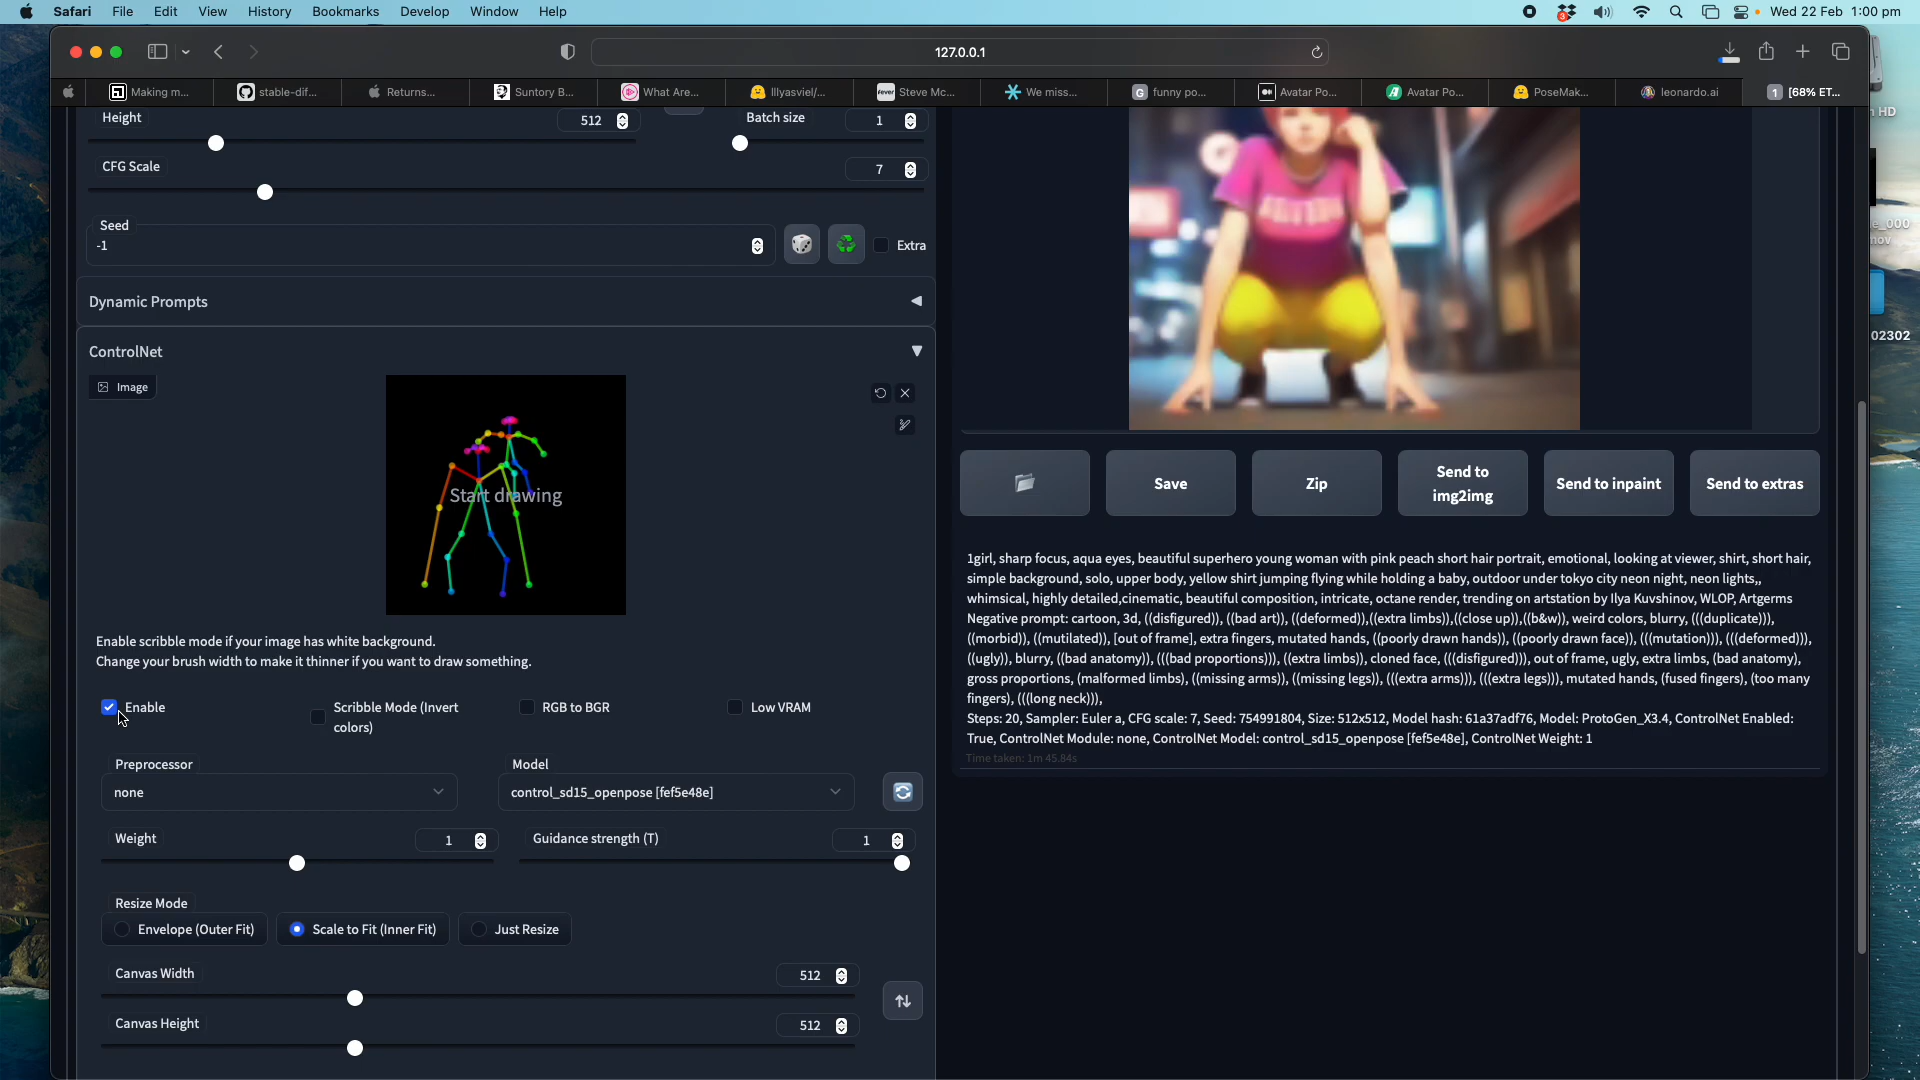 Safari File Edit View History Bookmarks Develop Window Help
3
Wed 22 Feb 1:00 pm
127.0.0.1
Making m...
stable-dif...
Returns...
Suntory B...
What Are...
lllyasviel/...
fever Steve Mc...
We miss...
G funny po...
Avatar Po...
Avatar Po...
PoseMak...
leonardo.ai
1 [68% ET...
Height
512
Batch size
1
CFG Scale
7
Seed
-1
Extra
Dynamic Prompts
ControlNet
Image
Start drawing
Enable scribble mode if your image has white background.
Change your brush width to make it thinner if you want to draw something.
Enable
Scribble Mode (Invert
colors)
RGB to BGR
Low VRAM
Preprocessor
none
Model
control_sd15_openpose [fef5e48e]
Weight
1
Guidance strength (T)
1
Resize Mode
Envelope (Outer Fit)
Scale to Fit (Inner Fit)
Just Resize
Canvas Width
512
Canvas Height
512
Save
Zip
Send to
img2img
Send to inpaint
Send to extras
1girl, sharp focus, aqua eyes, beautiful superhero young woman with pink peach short hair portrait, emotional, looking at viewer, shirt, short hair,
simple background, solo, upper body, yellow shirt jumping flying while holding a baby, outdoor under tokyo city neon night, neon lights,,
whimsical, highly detailed,cinematic, beautiful composition, intricate, octane render, trending on artstation by Ilya Kuvshinov, WLOP, Artgerms
Negative prompt: cartoon, 3d, ((disfigured)), ((bad art)), ((deformed)),((extra limbs)),((close up)),((b&w)), weird colors, blurry, (((duplicate))),
((morbid)), ((mutilated)), [out of frame], extra fingers, mutated hands, ((poorly drawn hands)), ((poorly drawn face)), (((mutation))), (((deformed))),
((ugly)), blurry, ((bad anatomy)), (((bad proportions))), ((extra limbs)), cloned face, (((disfigured))), out of frame, ugly, extra limbs, (bad anatomy),
gross proportions, (malformed limbs), ((missing arms)), ((missing legs)), (((extra arms))), (((extra legs))), mutated hands, (fused fingers), (too many
fingers), (((long neck))),
Steps: 20, Sampler: Euler a, CFG scale: 7, Seed: 754991804, Size: 512x512, Model hash: 61a37adf76, Model: ProtoGen_X3.4, ControlNet Enabled:
True, ControlNet Module: none, ControlNet Model: control_sd15_openpose [fef5e48e], ControlNet Weight: 1
Time taken: 1m 45.84s
HD
e_000
nov
02302